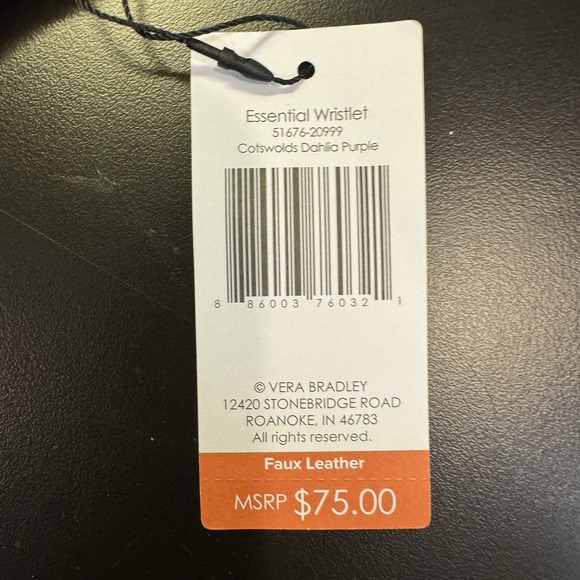 Essential Wristlet
51676-20999
Cotswolds Dahlia Purple
8 86003 76032 1
© VERA BRADLEY
12420 STONEBRIDGE ROAD
ROANOKE, IN 46783
All rights reserved.
Faux Leather
MSRP $75.00